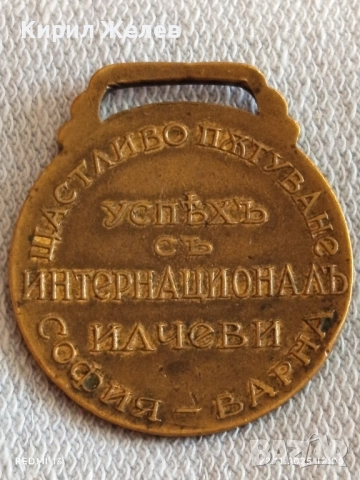 Кирил Желев
ЩАСТЛИВО ПѪТУВАНЕ
УСПѢХЪ
СЪ
ИНТЕРНАЦИОНАЛЪ
ИЛЧЕВИ
СОФИЯ – ВАРНА